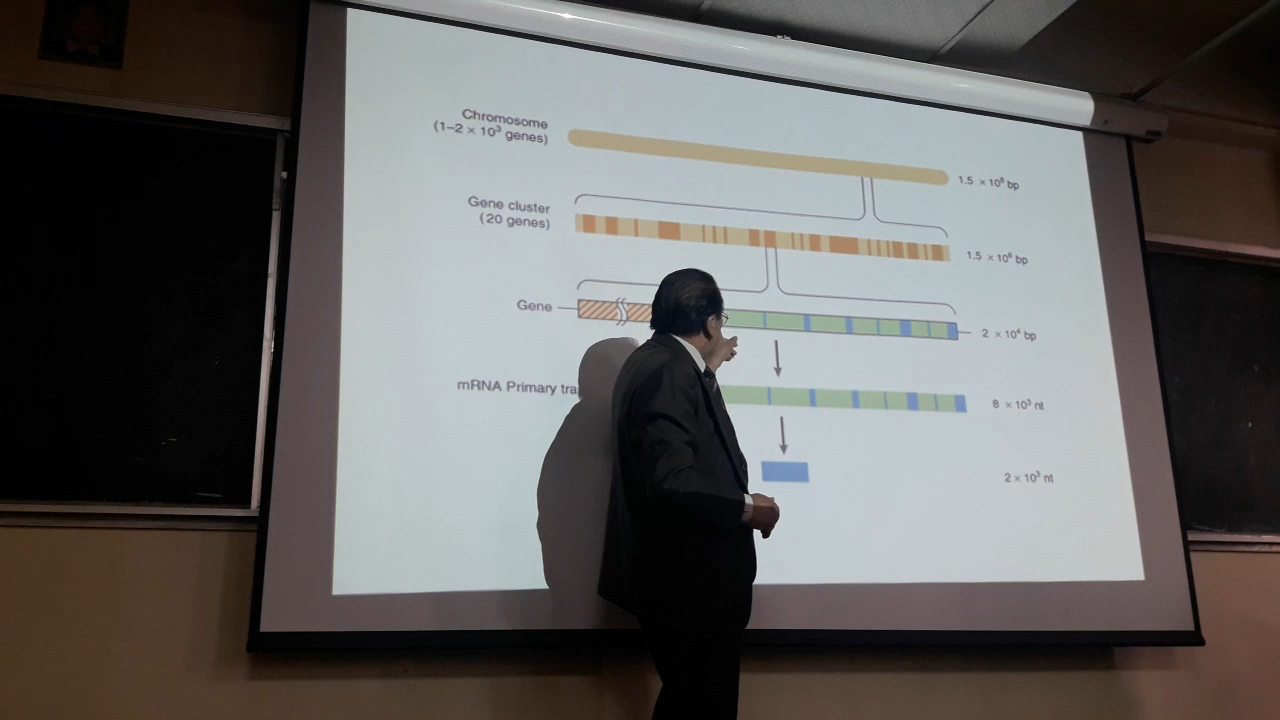 Chromosome
(1–2 × 10³ genes)
1.5 × 10⁸ bp
Gene cluster
(20 genes)
1.5 × 10⁶ bp
Gene
2 × 10⁴ bp
mRNA Primary tra
8 × 10³ nt
2 × 10³ nt